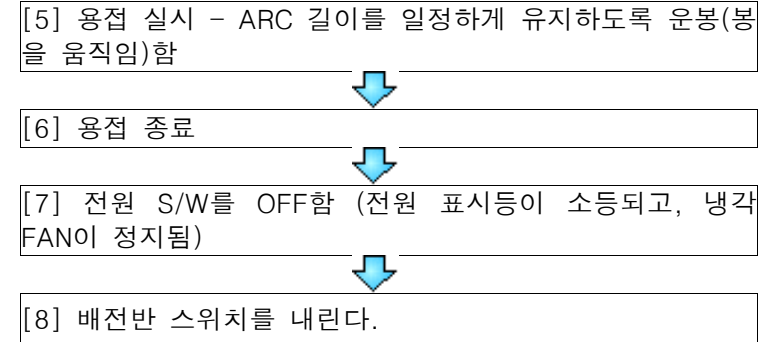 [5] 용접 실시 - ARC 길이를 일정하게 유지하도록 운봉(봉
을 움직임)함
[6] 용접 종료
[7] 전원 S/W를 OFF함 (전원 표시등이 소등되고, 냉각
FAN이 정지됨)
[8] 배전반 스위치를 내린다.